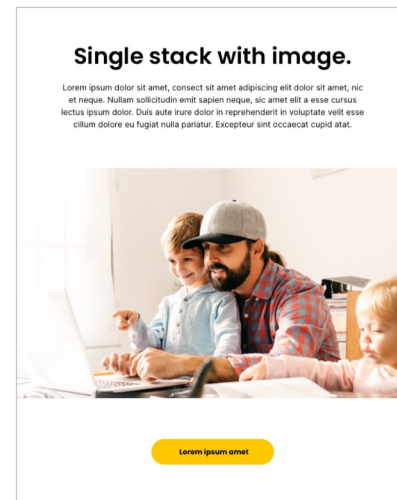 Single stack with image.
Lorem ipsum dolor sit amet, consect sit amet adipiscing elit dolor sit amet, nic
et neque. Nullam sollicitudin emit sapien neque, sic amet elit a esse cursus
lectus ipsum dolor. Duis aute irure dolor in reprehenderit in voluptate velit esse
cillum dolore eu fugiat nulla pariatur. Excepteur sint occaecat cupid atat.
Lorem ipsum amet